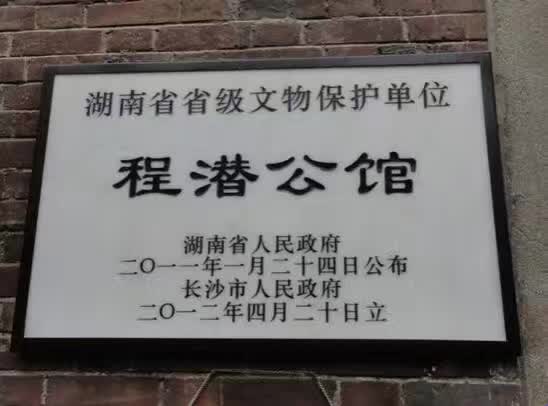 湖南省省级文物保护单位
程潜公馆
湖南省人民政府
二〇一一年一月二十四日公布
长沙市人民政府
二〇一二年四月二十日立